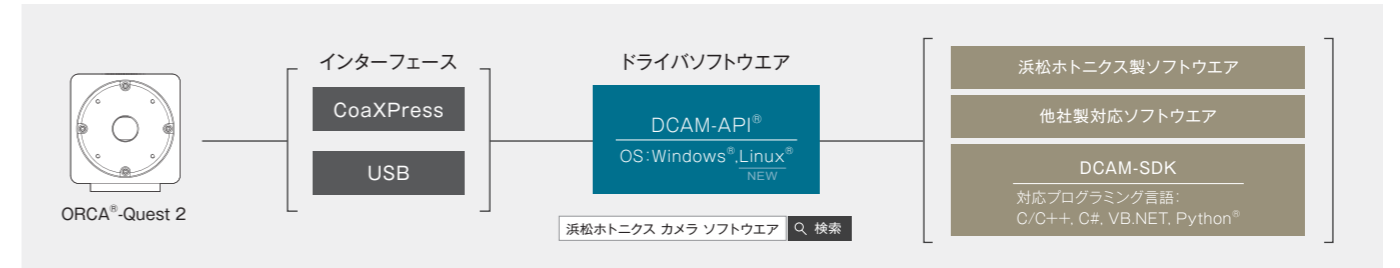 ORCA®-Quest 2
インターフェース
CoaXPress
USB
ドライバソフトウエア
DCAM-API®
OS:Windows®,Linux®
NEW
浜松ホトニクス カメラ ソフトウエア 検索
浜松ホトニクス製ソフトウエア
他社製対応ソフトウエア
DCAM-SDK
対応プログラミング言語:
C/C++, C#, VB.NET, Python®